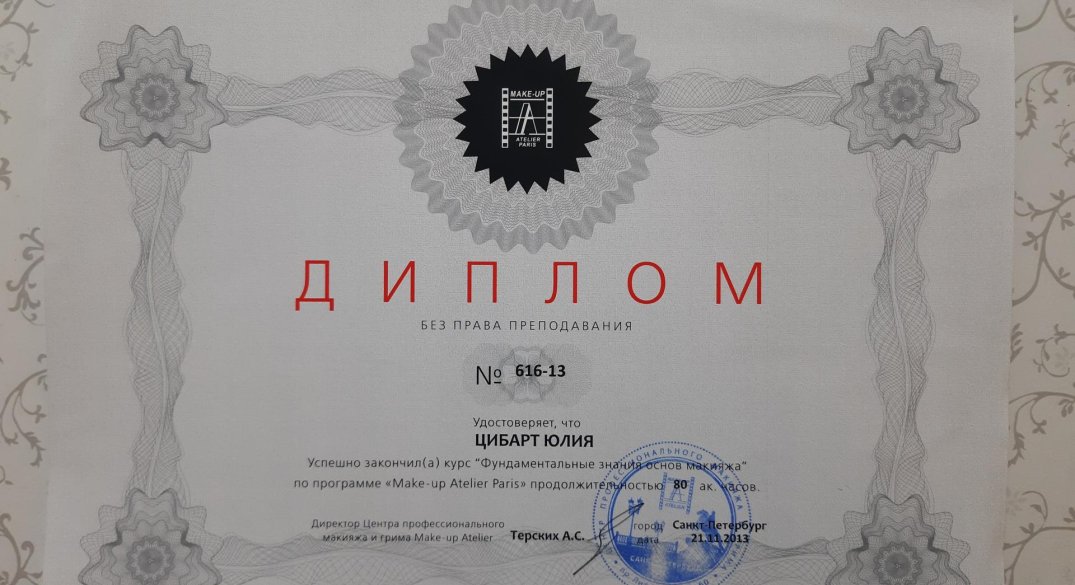 MAKE-UP
ATELIER
PARIS
ДИПЛОМ
БЕЗ ПРАВА ПРЕПОДАВАНИЯ
№ 616-13
Удостоверяет, что
ЦИБАРТ ЮЛИЯ
Успешно закончил(а) курс "Фундаментальные знания основ макияжа"
по программе «Make-up Atelier Paris» продолжительностью 80 ак. часов.
Директор Центра профессионального
макияжа и грима Make-up Atelier
Терских А.С.
город Санкт-Петербург
дата 21.11.2013